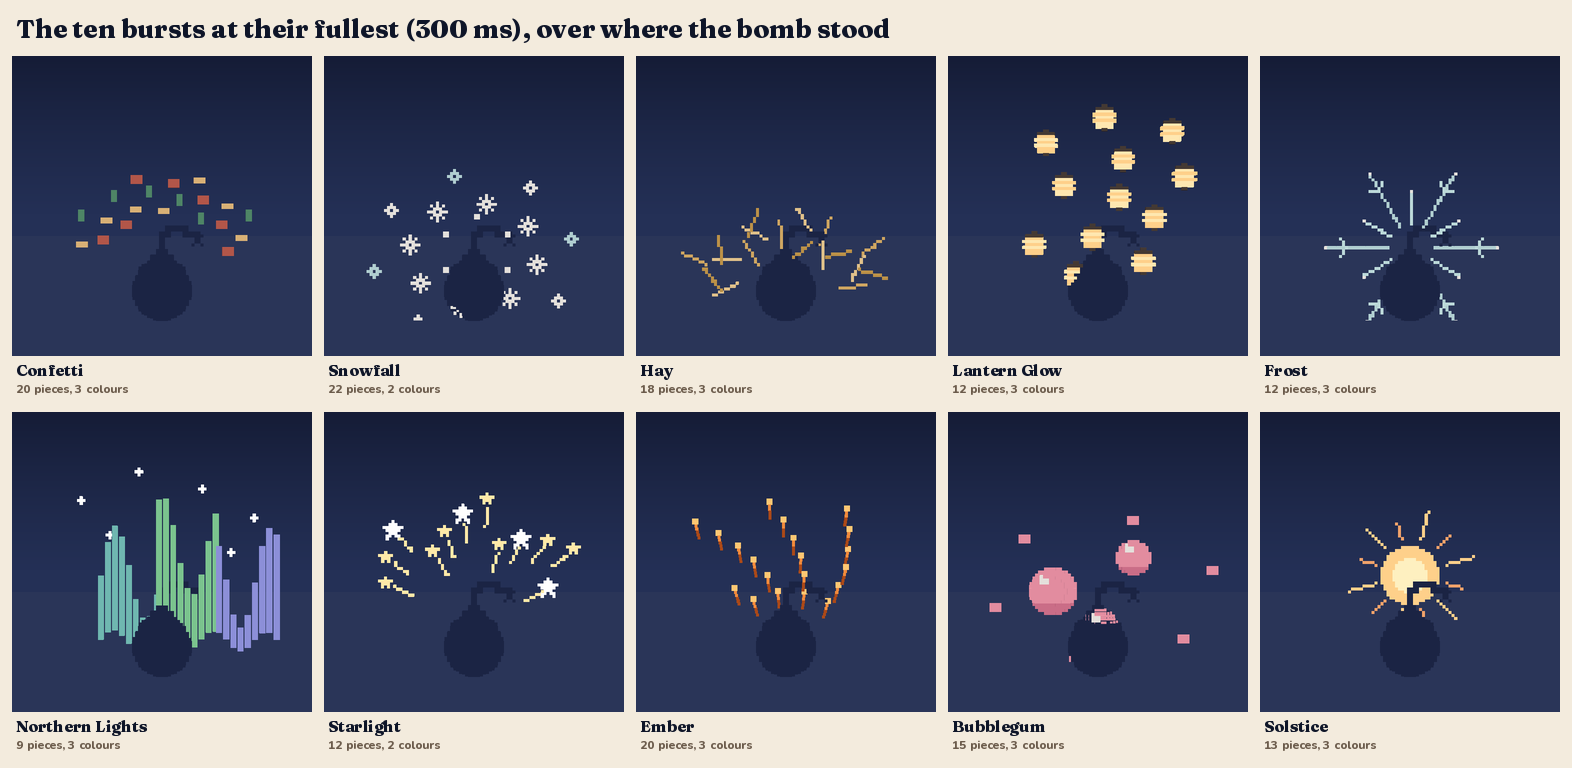 The ten bursts at their fullest (300 ms), over where the bomb stood
Confetti
20 pieces, 3 colours
Snowfall
22 pieces, 2 colours
Hay
18 pieces, 3 colours
Lantern Glow
12 pieces, 3 colours
Frost
12 pieces, 3 colours
Northern Lights
9 pieces, 3 colours
Starlight
12 pieces, 2 colours
Ember
20 pieces, 3 colours
Bubblegum
15 pieces, 3 colours
Solstice
13 pieces, 3 colours